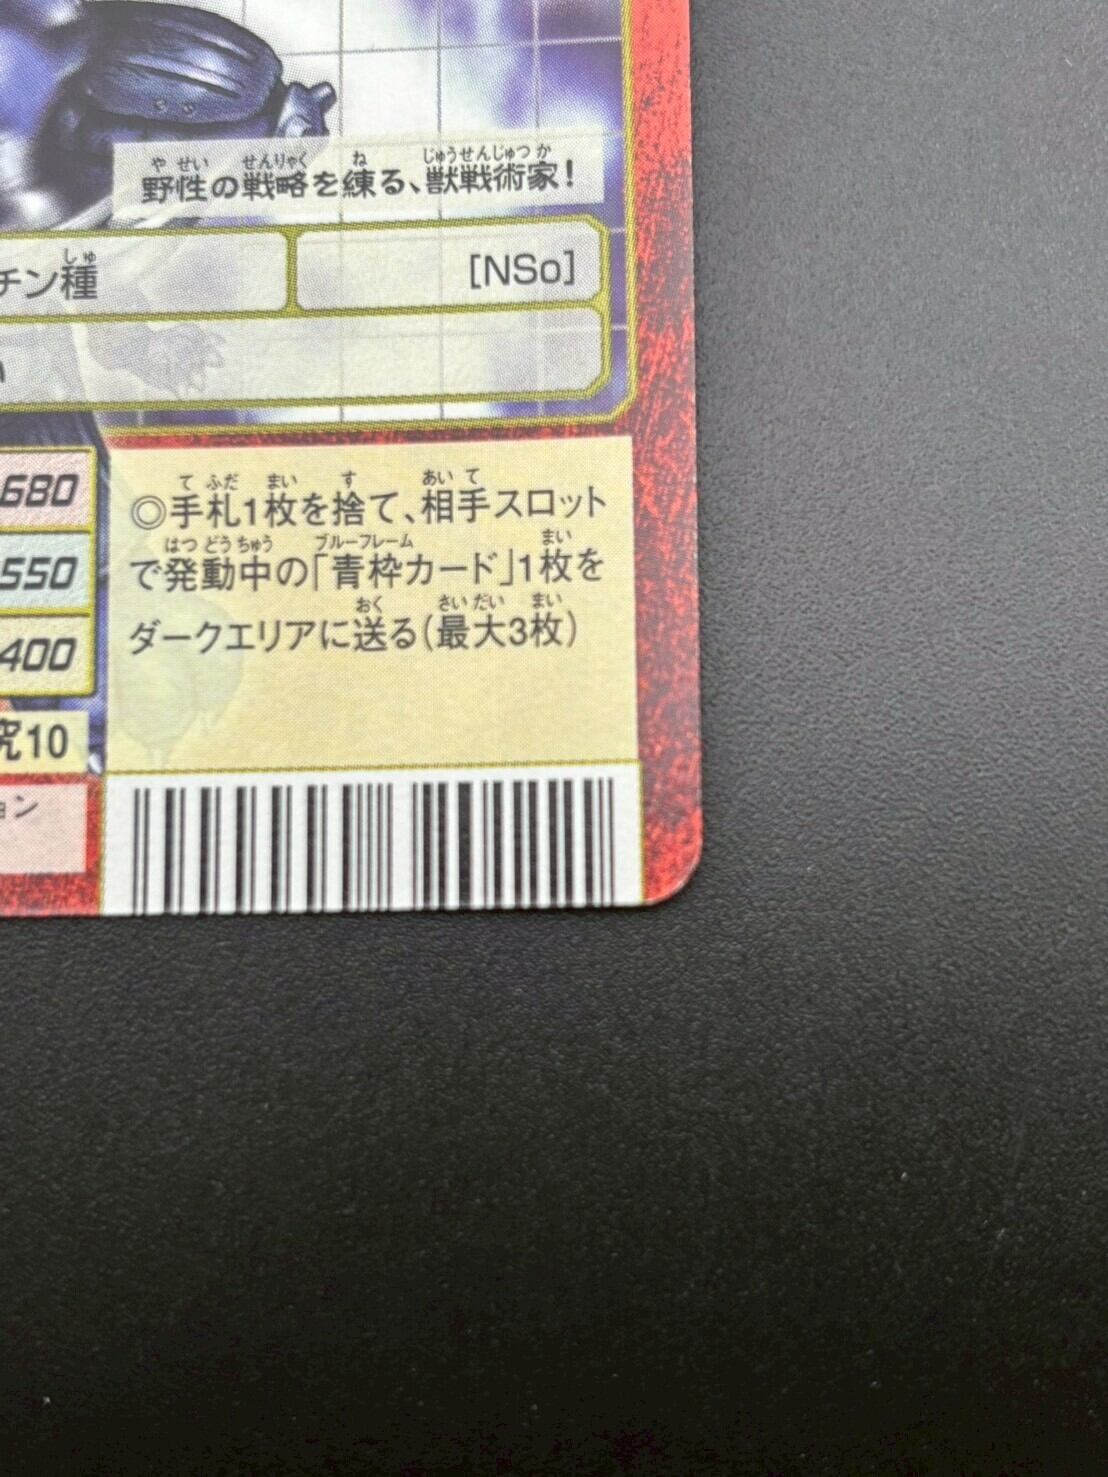 野性の戦略を練る、獣戦術家！
チン種
[NSo]
680
550
400
究10
ョン
◎手札1枚を捨て、相手スロット
で発動中の「青枠カード」1枚を
ダークエリアに送る（最大3枚）